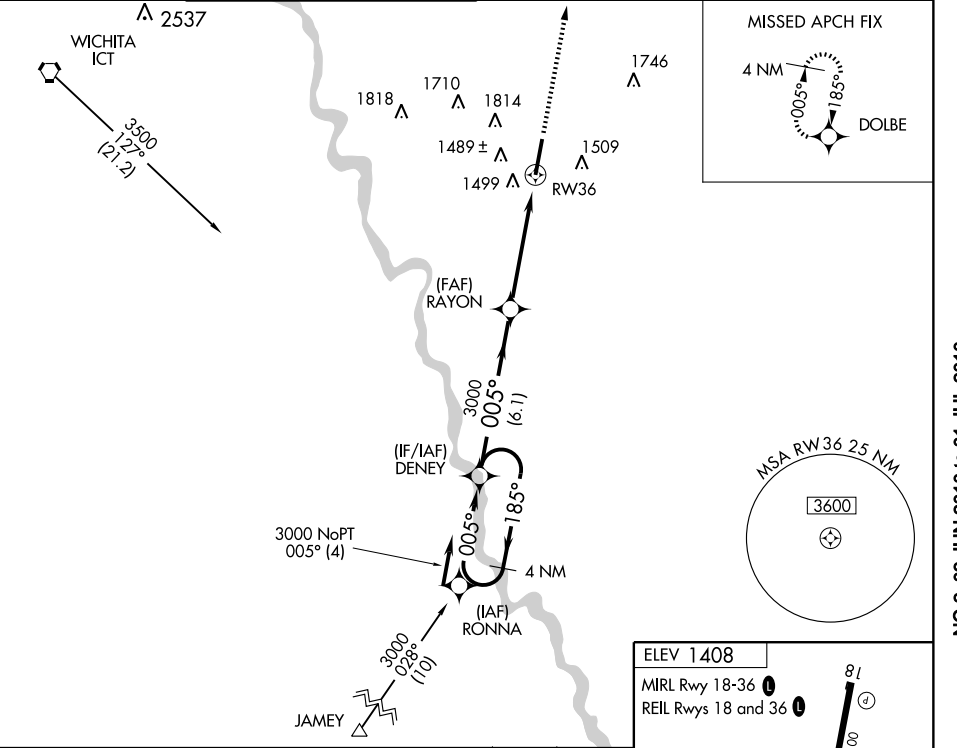 2537
WICHITA
ICT
3500
127°
(21.2)
1818
1710
1814
1489 ±
1499
1746
1509
RW36
MISSED APCH FIX
4 NM
005°
185°
DOLBE
(FAF)
RAYON
3000
005°
(6.1)
(IF/IAF)
DENEY
005°
185°
3000 NoPT
005° (4)
4 NM
(IAF)
RONNA
3000
028°
(10)
JAMEY
MSA RW36 25 NM
3600
ELEV 1408
MIRL Rwy 18-36 L
REIL Rwys 18 and 36 L
18
P
00